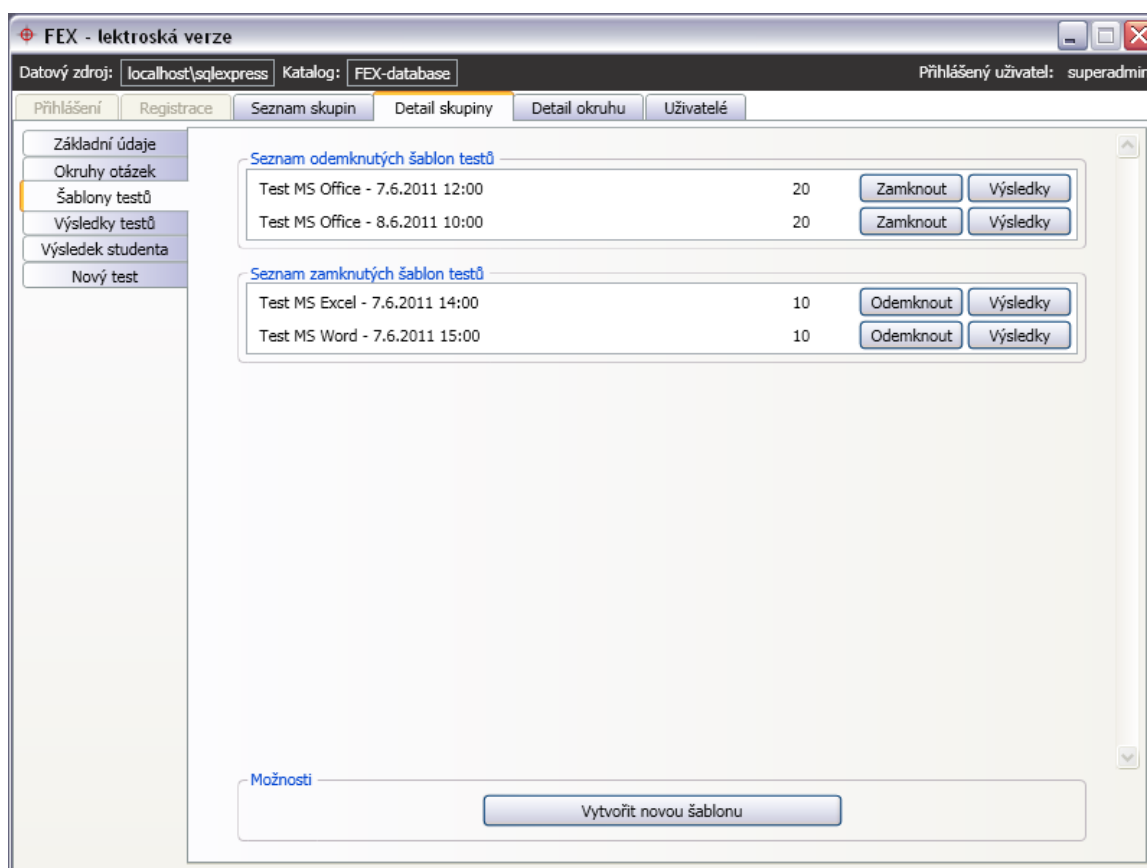 FEX - lektroská verze
Datový zdroj: localhost\sqlexpress Katalog: FEX-database Přihlášený uživatel: superadmin
Přihlášení Registrace Seznam skupin Detail skupiny Detail okruhu Uživatelé
Základní údaje
Okruhy otázek
Šablony testů
Výsledky testů
Výsledek studenta
Nový test
Seznam odemknutých šablon testů
Test MS Office - 7.6.2011 12:00 20 Zamknout Výsledky
Test MS Office - 8.6.2011 10:00 20 Zamknout Výsledky
Seznam zamknutých šablon testů
Test MS Excel - 7.6.2011 14:00 10 Odemknout Výsledky
Test MS Word - 7.6.2011 15:00 10 Odemknout Výsledky
Možnosti
Vytvořit novou šablonu